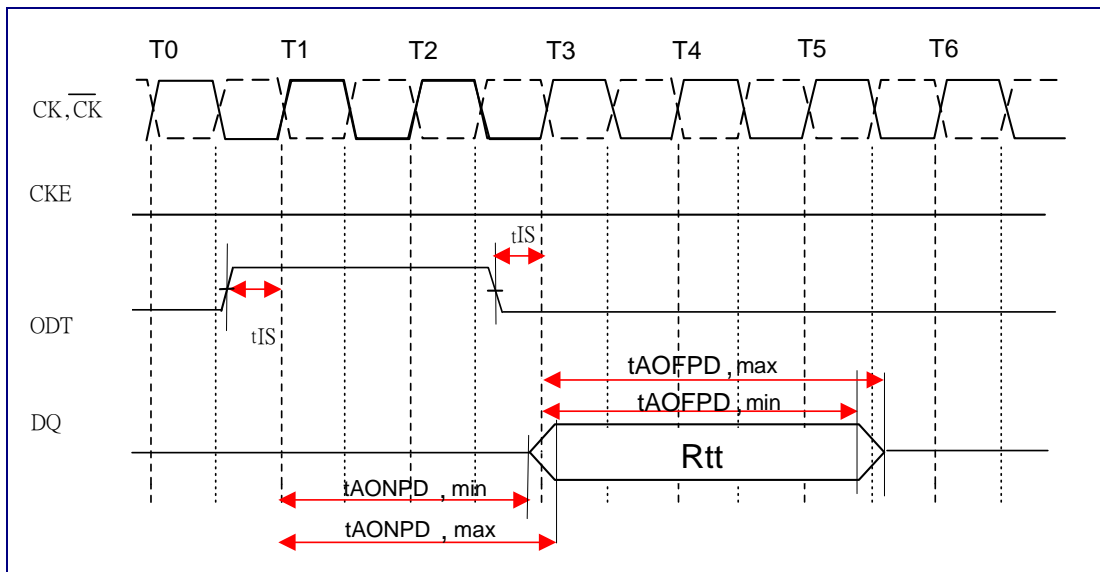 T0 T1 T2 T3 T4 T5 T6
CK, CK
CKE
tIS
ODT
tIS
tAOFPD , max
tAOFPD , min
DQ
Rtt
tAONPD , min
tAONPD , max